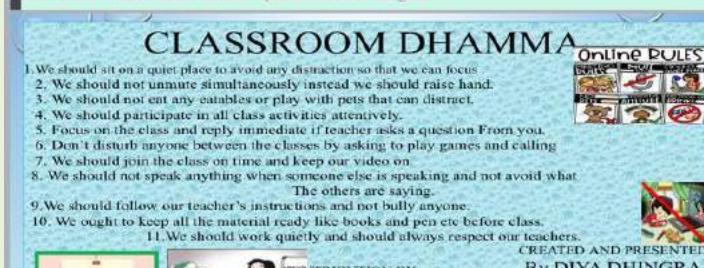 CLASSROOM DHAMMA
Online RULES
1.We should sit on a quiet place to avoid any distraction so that we can focus
2. We should not unmute simultaneously instead we should raise hand.
3. We should not eat any eatables or play with pets that can distract.
4. We should participate in all class activities attentively.
5. Focus on the class and reply immediate if teacher asks a question From you.
6. Don't disturb anyone between the classes by asking to play games and calling
7. We should join the class on time and keep our video on
8. We should not speak anything when someone else is speaking and not avoid what
The others are saying.
9.We should follow our teacher's instructions and not bully anyone.
10. We ought to keep all the material ready like books and pen etc before class.
11.We should work quietly and should always respect our teachers.
CREATED AND PRESENTED
By DIYA DHINGRA